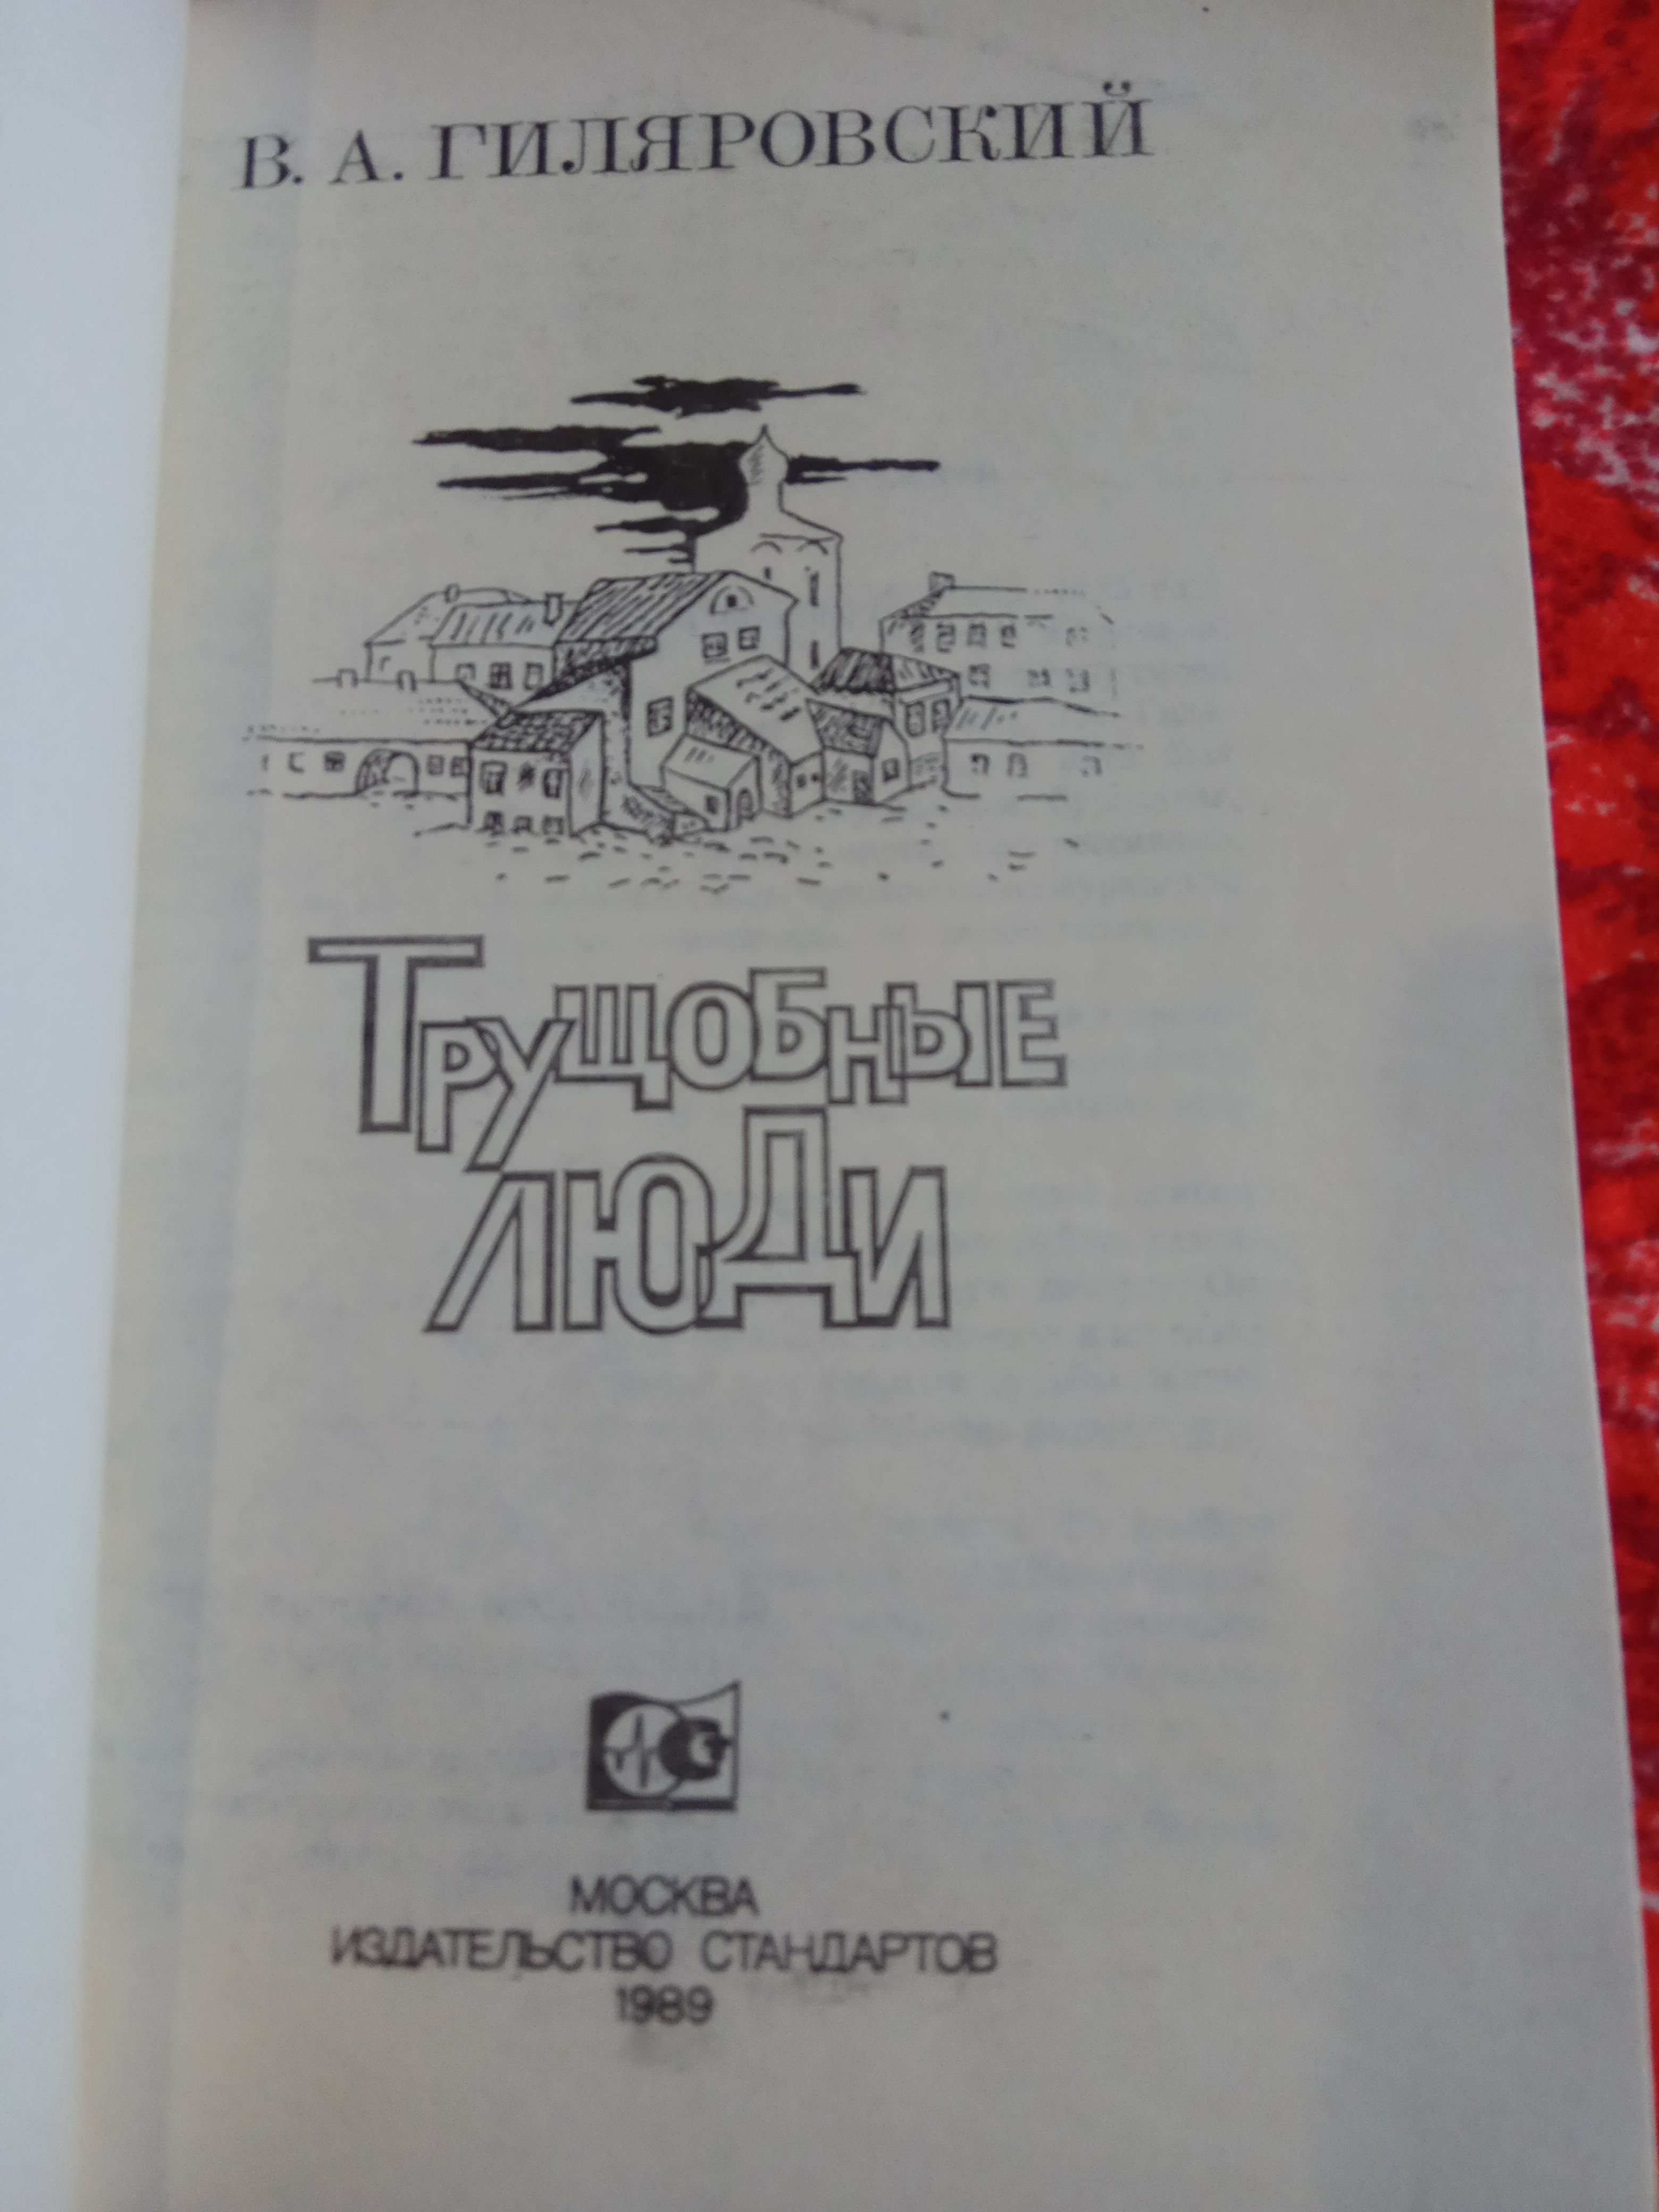 В. А. ГИЛЯРОВСКИЙ
ТРУЩОБНЫЕ
ЛЮДИ
МОСКВА
ИЗДАТЕЛЬСТВО СТАНДАРТОВ
1989